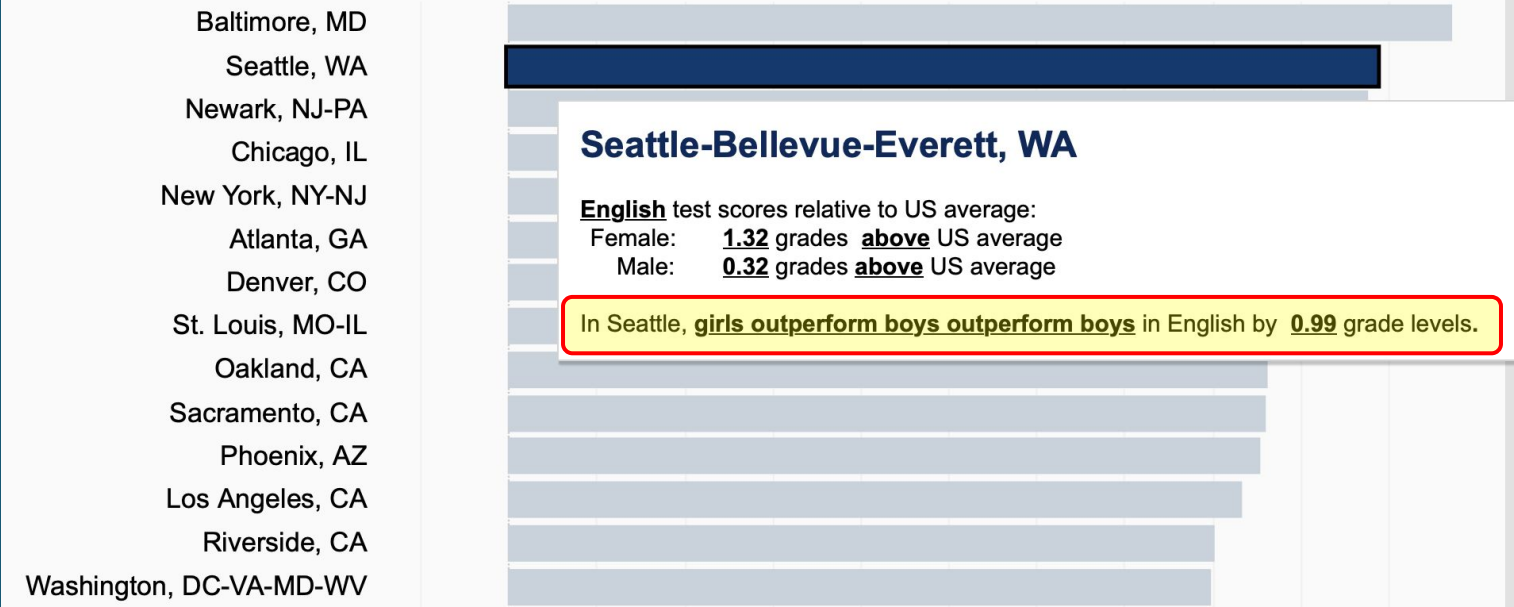 Baltimore, MD
Seattle, WA
Newark, NJ-PA
Chicago, IL
New York, NY-NJ
Atlanta, GA
Denver, CO
St. Louis, MO-IL
Oakland, CA
Sacramento, CA
Phoenix, AZ
Los Angeles, CA
Riverside, CA
Washington, DC-VA-MD-WV
Seattle-Bellevue-Everett, WA
English test scores relative to US average:
Female: 1.32 grades above US average
Male: 0.32 grades above US average
In Seattle, girls outperform boys outperform boys in English by 0.99 grade levels.